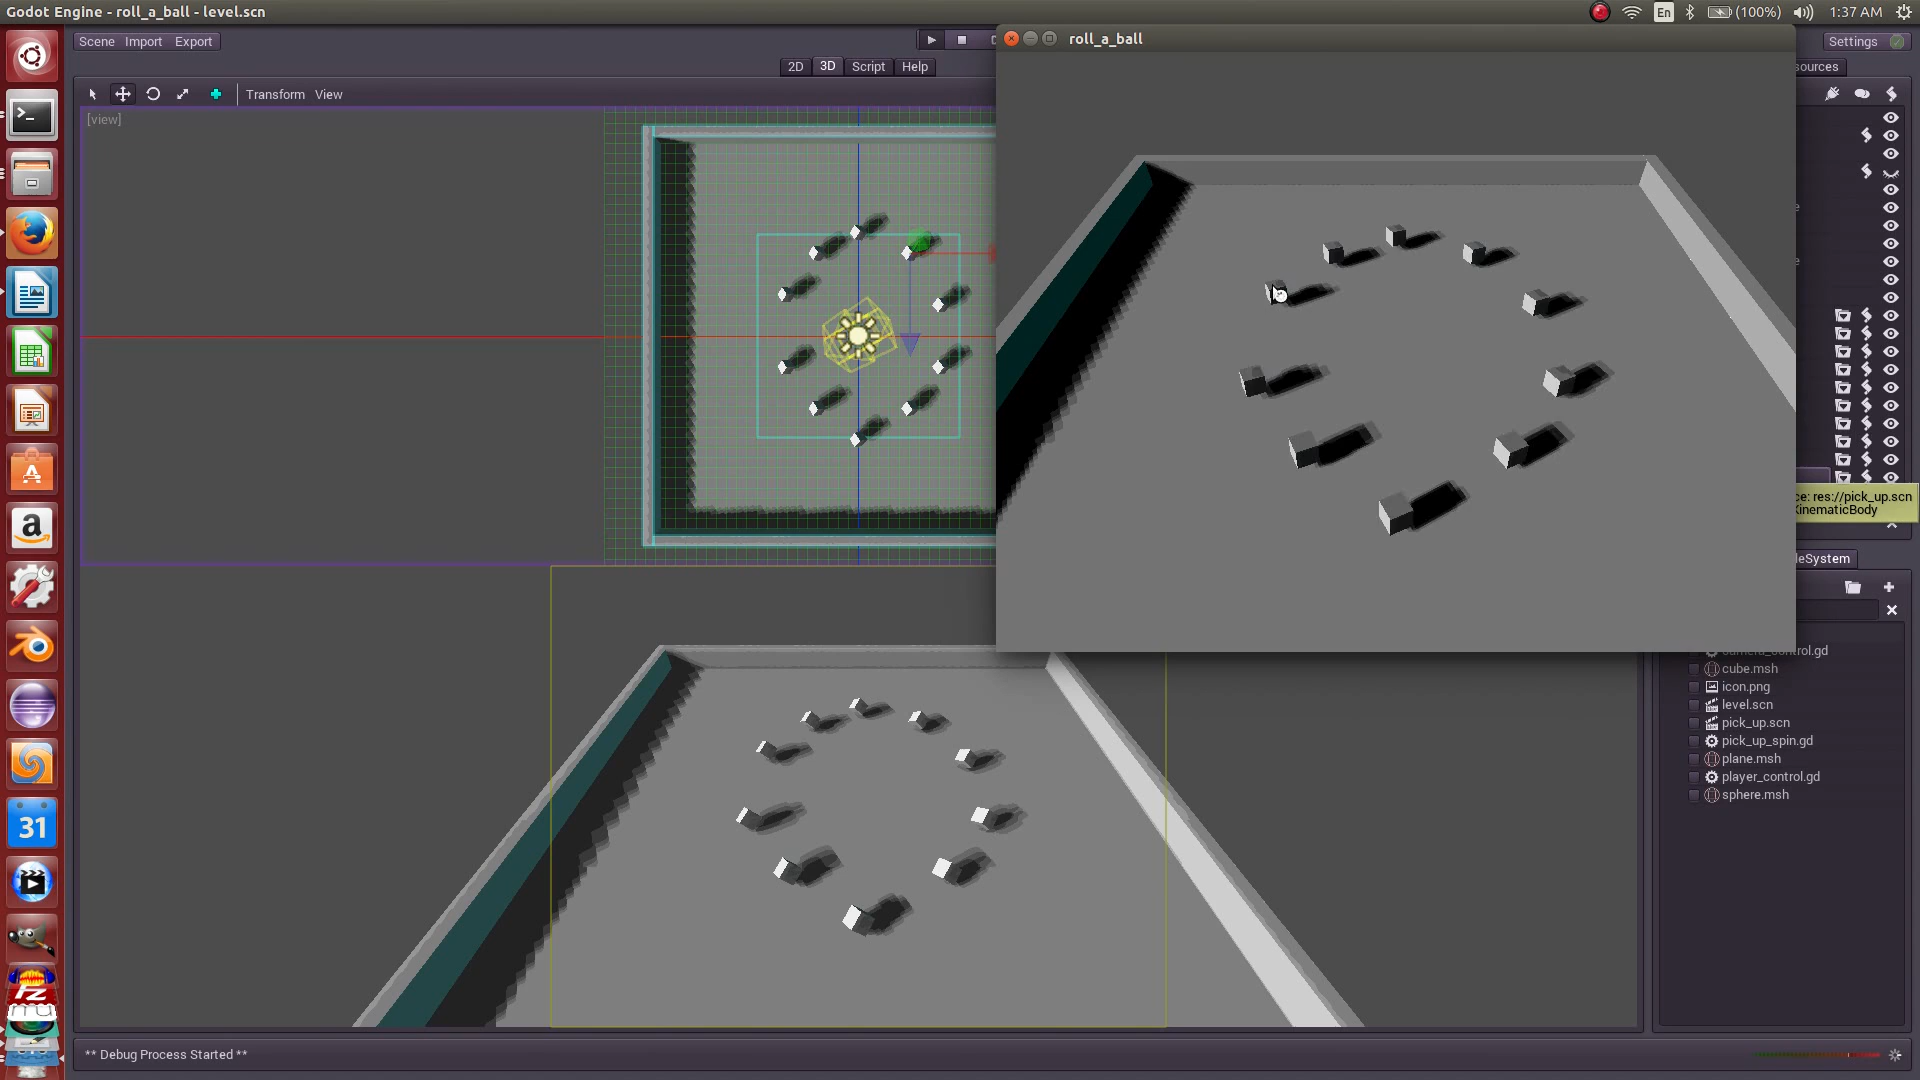 Godot Engine - roll_a_ball - level.scn
En
(100%)
1:37 AM
Scene Import Export
roll_a_ball
Settings
2D 3D Script Help
sources
Transform View
[view]
ce: res://pick_up.scn
KinematicBody
leSystem
camera_control.gd
cube.msh
icon.png
level.scn
pick_up.scn
pick_up_spin.gd
plane.msh
player_control.gd
sphere.msh
31
** Debug Process Started **